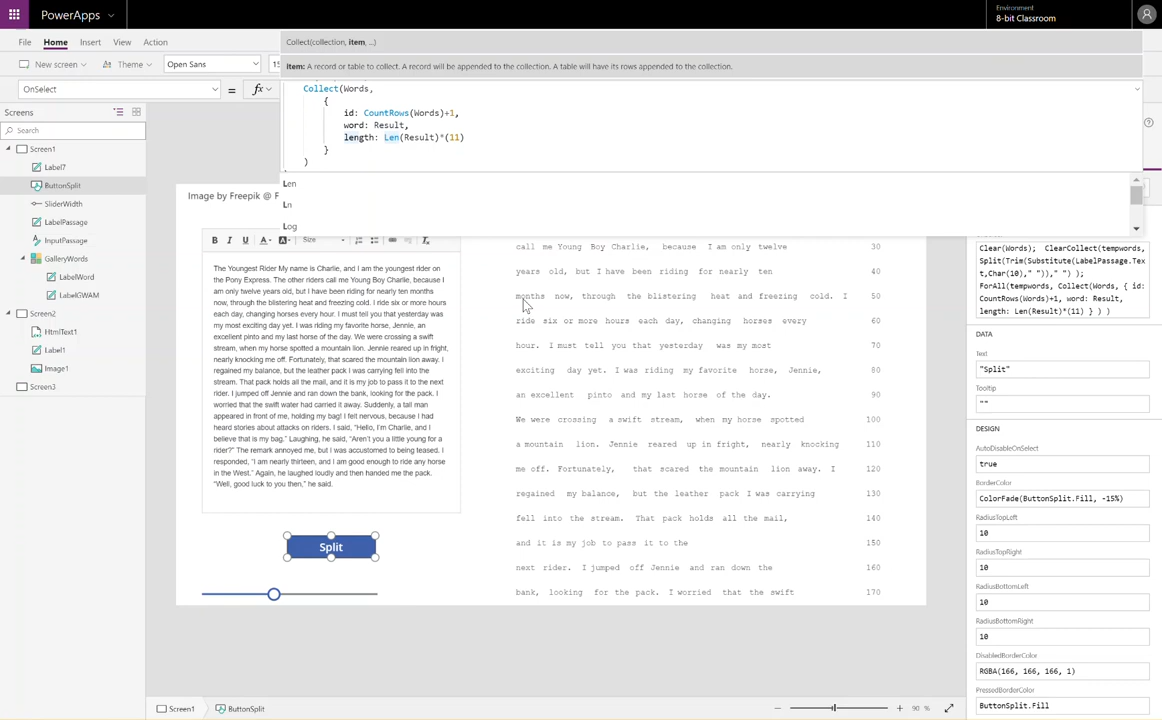 PowerApps
Environment
8-bit Classroom
File
Home
Insert
View
Action
New screen
Theme
Open Sans
15
Collect(collection, item, ...)
item: A record or table to collect. A record will be appended to the collection. A table will have its rows appended to the collection.
OnSelect
=
fx
Collect(Words,
{
id: CountRows(Words)+1,
word: Result,
length: Len(Result)*(11)
}
)
Len
Ln
Log
Screens
Search
Screen1
Label7
ButtonSplit
SliderWidth
LabelPassage
InputPassage
GalleryWords
LabelWord
LabelGWAM
Screen2
HtmlText1
Label1
Image1
Screen3
Image by Freepik @ F
B I U A A Size
The Youngest Rider My name is Charlie, and I am the youngest rider on
the Pony Express. The other riders call me Young Boy Charlie, because I
am only twelve years old, but I have been riding for nearly ten months
now, through the blistering heat and freezing cold. I ride six or more hours
each day, changing horses every hour. I must tell you that yesterday was
my most exciting day yet. I was riding my favorite horse, Jennie, an
excellent pinto and my last horse of the day. We were crossing a swift
stream, when my horse spotted a mountain lion. Jennie reared up in fright,
nearly knocking me off. Fortunately, that scared the mountain lion away. I
regained my balance, but the leather pack I was carrying fell into the
stream. That pack holds all the mail, and it is my job to pass it to the next
rider. I jumped off Jennie and ran down the bank, looking for the pack. I
worried that the swift water had carried it away. Suddenly, a tall man
appeared in front of me, holding my bag! I felt nervous, because I had
heard stories about attacks on riders. I said, “Hello, I'm Charlie, and I
believe that is my bag.” Laughing, he said, “Aren't you a little young for a
rider?” The remark annoyed me, but I was accustomed to being teased. I
responded, “I am nearly thirteen, and I am good enough to ride any horse
in the West.” Again, he laughed loudly and then handed me the pack.
“Well, good luck to you then,” he said.
Split
call me Young Boy Charlie, because I am only twelve 30
years old, but I have been riding for nearly ten 40
months now, through the blistering heat and freezing cold. I 50
ride six or more hours each day, changing horses every 60
hour. I must tell you that yesterday was my most 70
exciting day yet. I was riding my favorite horse, Jennie, 80
an excellent pinto and my last horse of the day. 90
We were crossing a swift stream, when my horse spotted 100
a mountain lion. Jennie reared up in fright, nearly knocking 110
me off. Fortunately, that scared the mountain lion away. I 120
regained my balance, but the leather pack I was carrying 130
fell into the stream. That pack holds all the mail, 140
and it is my job to pass it to the 150
next rider. I jumped off Jennie and ran down the 160
bank, looking for the pack. I worried that the swift 170
Clear(Words); ClearCollect(tempwords,
Split(Trim(Substitute(LabelPassage.Tex
t,Char(10)," "))," ") );
ForAll(tempwords, Collect(Words, { id:
CountRows(Words)+1, word: Result,
length: Len(Result)*(11) } ) )
DATA
Text
"Split"
Tooltip
""
DESIGN
AutoDisableOnSelect
true
BorderColor
ColorFade(ButtonSplit.Fill, -15%)
RadiusTopLeft
10
RadiusTopRight
10
RadiusBottomLeft
10
RadiusBottomRight
10
DisabledBorderColor
RGBA(166, 166, 166, 1)
PressedBorderColor
ButtonSplit.Fill
Screen1
ButtonSplit
90 %